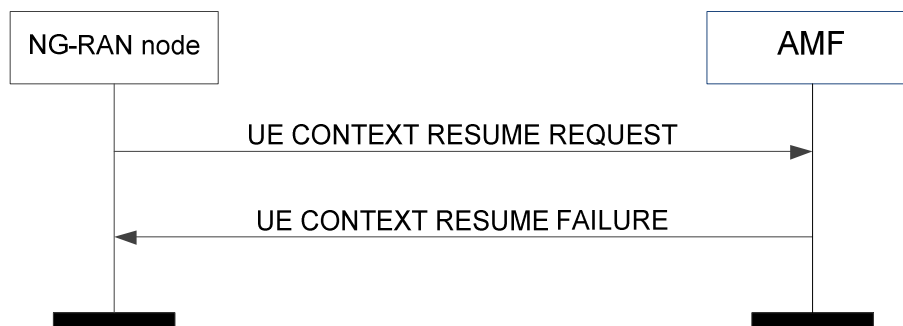 NG-RAN node
AMF
UE CONTEXT RESUME REQUEST
UE CONTEXT RESUME FAILURE